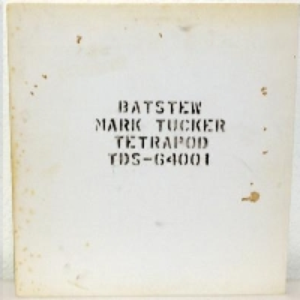 BATSTEW
MARK TUCKER
TETRAPOD
TDS-64001